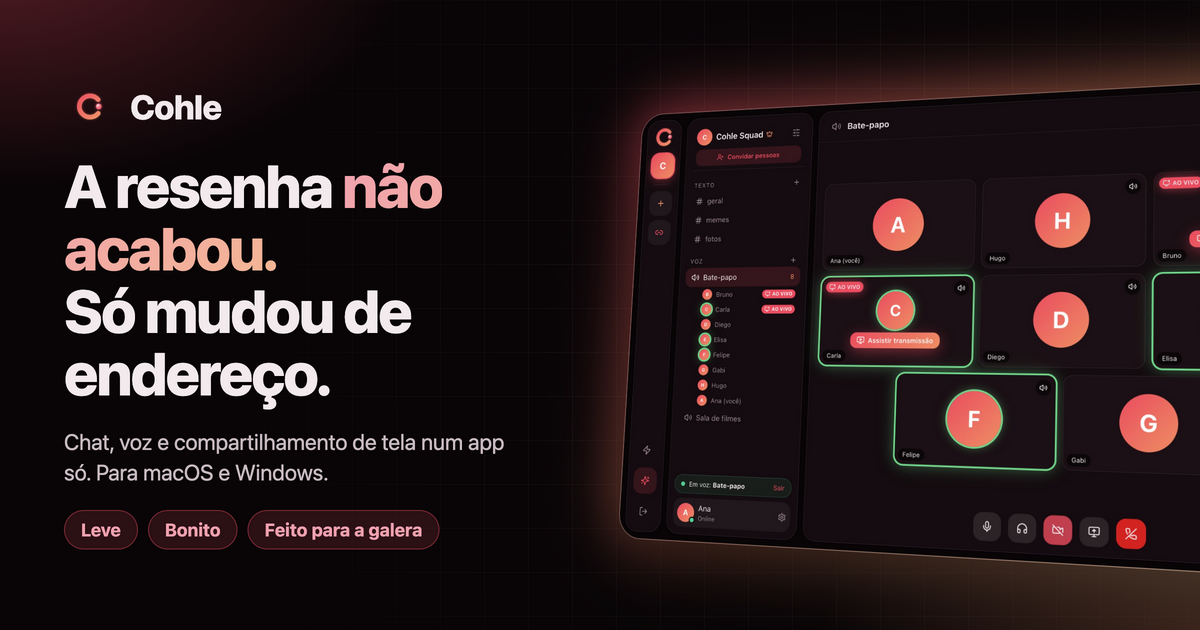 Cohle
A resenha não
acabou.
Só mudou de
endereço.
Chat, voz e compartilhamento de tela num app
só. Para macOS e Windows.
Leve
Bonito
Feito para a galera
C
Cohle Squad
Convidar pessoas
C
TEXTO +
+
# geral
# memes
# fotos
VOZ +
Bate-papo 8
B Bruno AO VIVO
C Carla AO VIVO
D Diego
E Elisa
F Felipe
G Gabi
H Hugo
A Ana (você)
Sala de filmes
Em voz: Bate-papo Sair
A Ana
Online
Bate-papo
A
Ana (você)
H
Hugo
AO VIVO
Bruno
AO VIVO
C
Assistir transmissão
Carla
D
Diego
Elisa
F
Felipe
G
Gabi